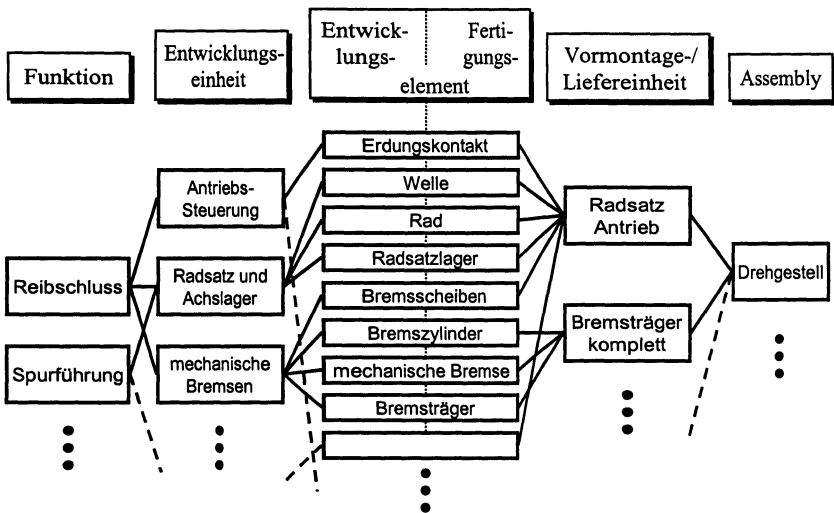 Funktion
Entwicklungs-
einheit
Entwick-
lungs-
Ferti-
gungs-
element
Vormontage-/
Liefereinheit
Assembly
Erdungskontakt
Welle
Rad
Radsatzlager
Bremsscheiben
Bremszylinder
mechanische Bremse
Bremsträger
Antriebs-
Steuerung
Radsatz und
Achslager
mechanische
Bremsen
Reibschluss
Spurführung
Radsatz
Antrieb
Bremsträger
komplett
Drehgestell